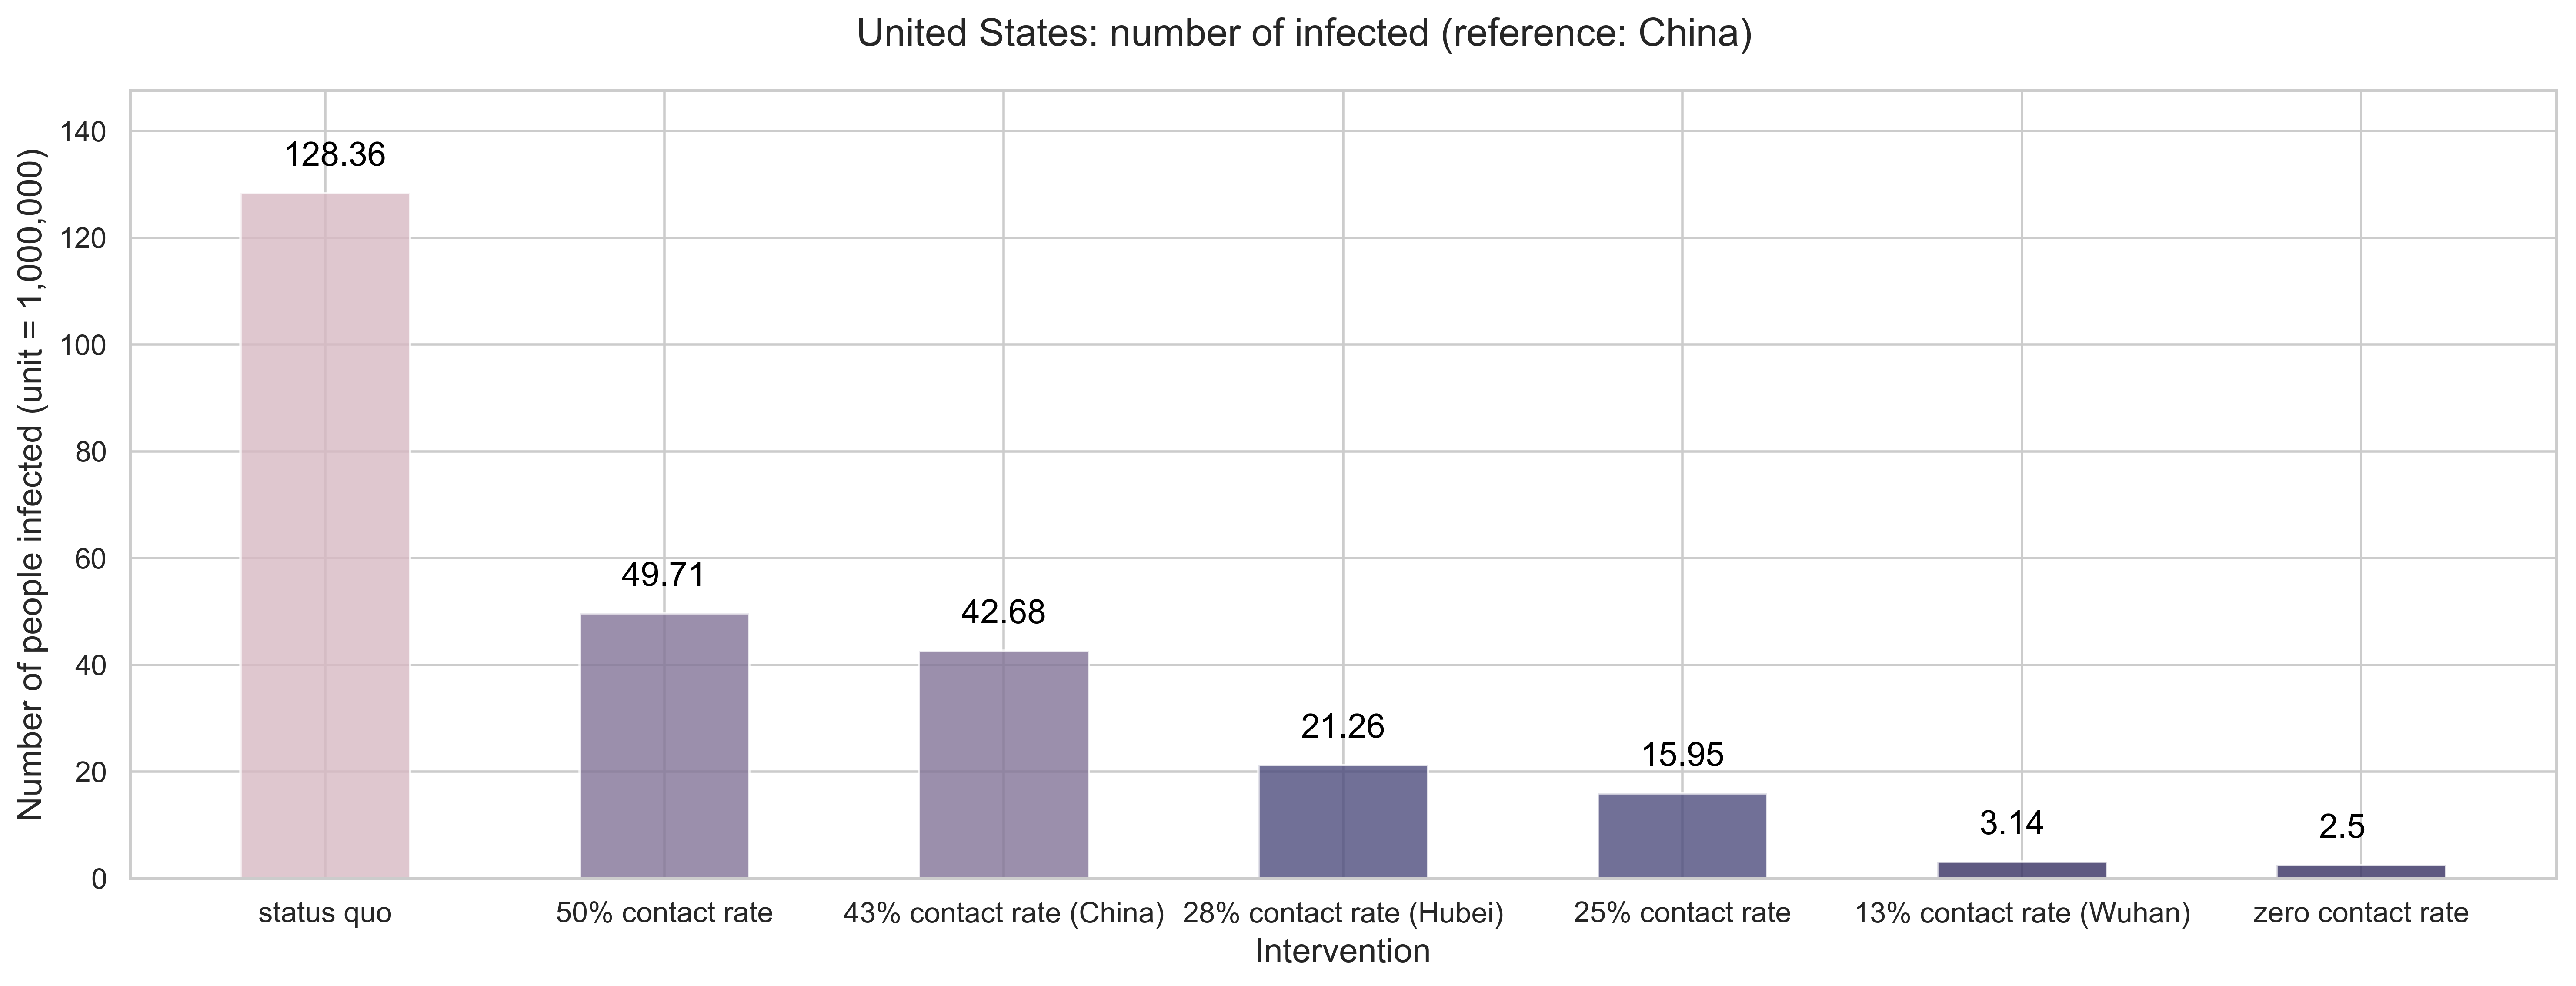 United States: number of infected (reference: China)
Number of people infected (unit = 1,000,000)
140
120
100
80
60
40
20
0
128.36
49.71
42.68
21.26
15.95
3.14
2.5
status quo
50% contact rate
43% contact rate (China)
28% contact rate (Hubei)
25% contact rate
13% contact rate (Wuhan)
zero contact rate
Intervention